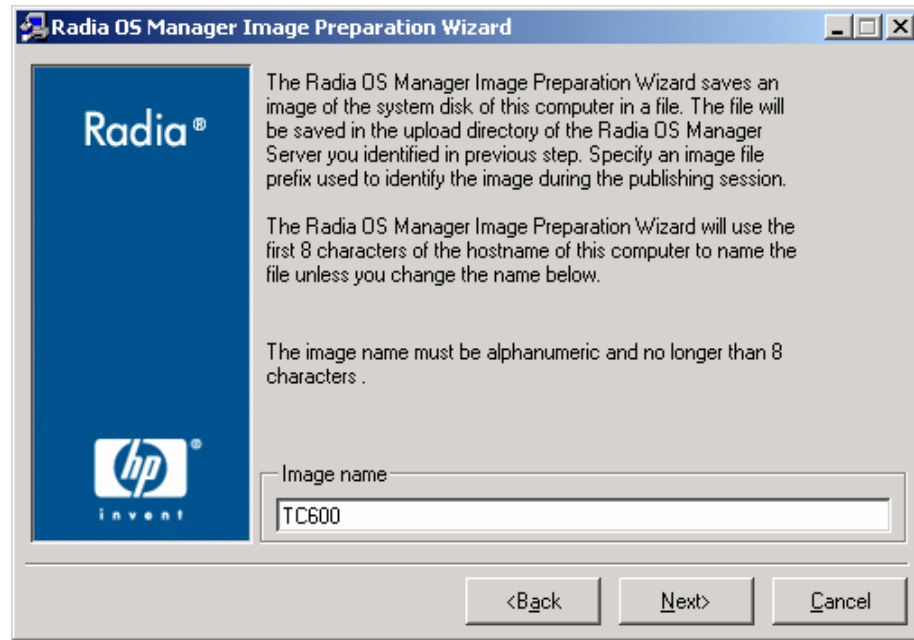 Radia OS Manager Image Preparation Wizard
Radia®
The Radia OS Manager Image Preparation Wizard saves an
image of the system disk of this computer in a file. The file will
be saved in the upload directory of the Radia OS Manager
Server you identified in previous step. Specify an image file
prefix used to identify the image during the publishing session.
The Radia OS Manager Image Preparation Wizard will use the
first 8 characters of the hostname of this computer to name the
file unless you change the name below.
The image name must be alphanumeric and no longer than 8
characters .
hp®
invent
Image name
TC600
<Back
Next>
Cancel